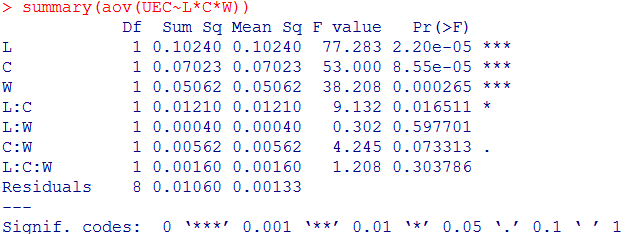 > summary(aov(UEC~L*C*W))
            Df  Sum Sq Mean Sq F value   Pr(>F)
L            1 0.10240 0.10240  77.283 2.20e-05 ***
C            1 0.07023 0.07023  53.000 8.55e-05 ***
W            1 0.05062 0.05062  38.208 0.000265 ***
L:C          1 0.01210 0.01210   9.132 0.016511 *
L:W          1 0.00040 0.00040   0.302 0.597701
C:W          1 0.00562 0.00562   4.245 0.073313 .
L:C:W        1 0.00160 0.00160   1.208 0.303786
Residuals    8 0.01060 0.00133
---
Signif. codes:  0 ‘***’ 0.001 ‘**’ 0.01 ‘*’ 0.05 ‘.’ 0.1 ‘ ’ 1